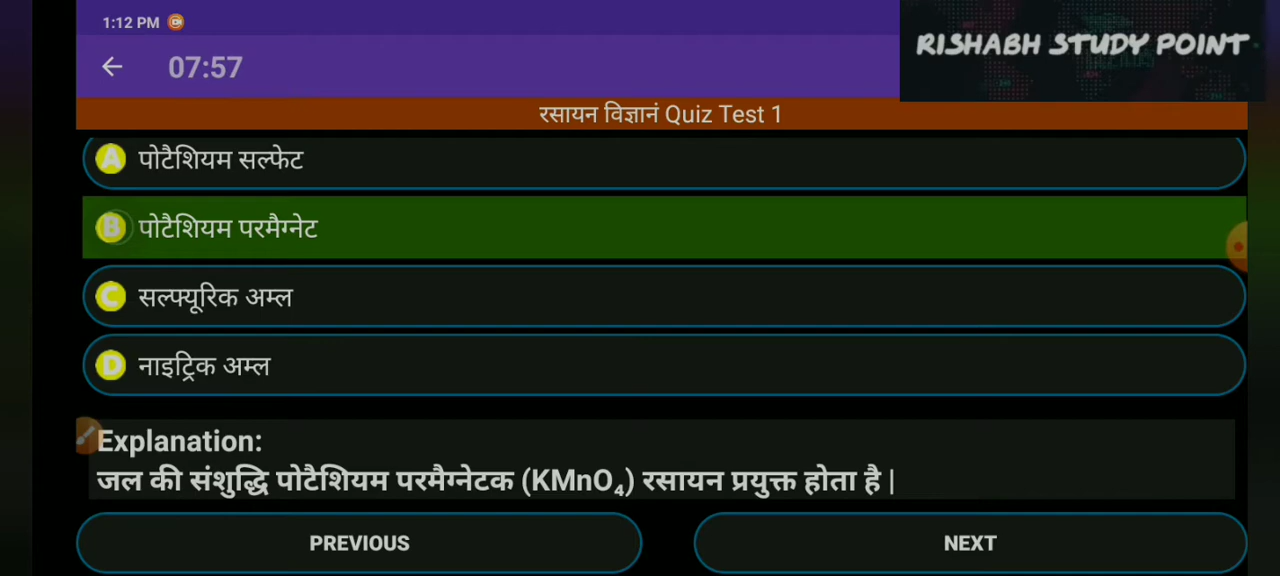 1:12 PM
RISHABH STUDY POINT
07:57
रसायन विज्ञानं Quiz Test 1
A पोटैशियम सल्फेट
B पोटैशियम परमैग्नेट
C सल्फ्यूरिक अम्ल
D नाइट्रिक अम्ल
Explanation:
जल की संशुद्धि पोटैशियम परमैग्नेटक (KMnO₄) रसायन प्रयुक्त होता है |
PREVIOUS
NEXT